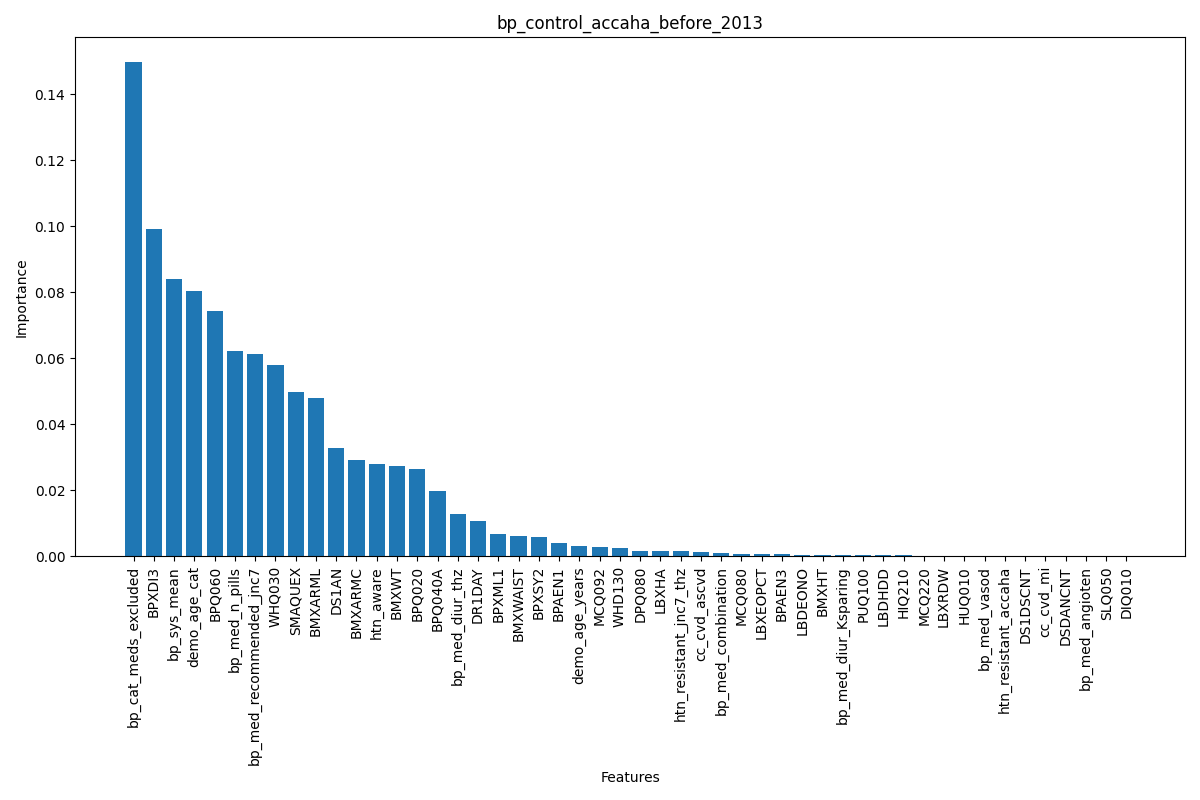 bp_control_accaha_before_2013
Importance
0.14
0.12
0.10
0.08
0.06
0.04
0.02
0.00
bp_cat_meds_excluded
BPXDI3
bp_sys_mean
demo_age_cat
BPQ060
bp_med_n_pills
bp_med_recommended_jnc7
WHQ030
SMAQUEX
BMXARML
DS1AN
BMXARMC
htn_aware
BMXWT
BPQ020
BPQ040A
bp_med_diur_thz
DR1DAY
BPXML1
BMXWAIST
BPXSY2
BPAEN1
demo_age_years
MCQ092
WHD130
DPQ080
LBXHA
htn_resistant_jnc7_thz
cc_cvd_ascvd
bp_med_combination
MCQ080
LBXEOPCT
BPAEN3
LBDEONO
BMXHT
bp_med_diur_Ksparing
PUQ100
LBDHDD
HIQ210
MCQ220
LBXRDW
HUQ010
bp_med_vasod
htn_resistant_accaha
DS1DSCNT
cc_cvd_mi
DSDANCNT
bp_med_angioten
SLQ050
DIQ010
Features